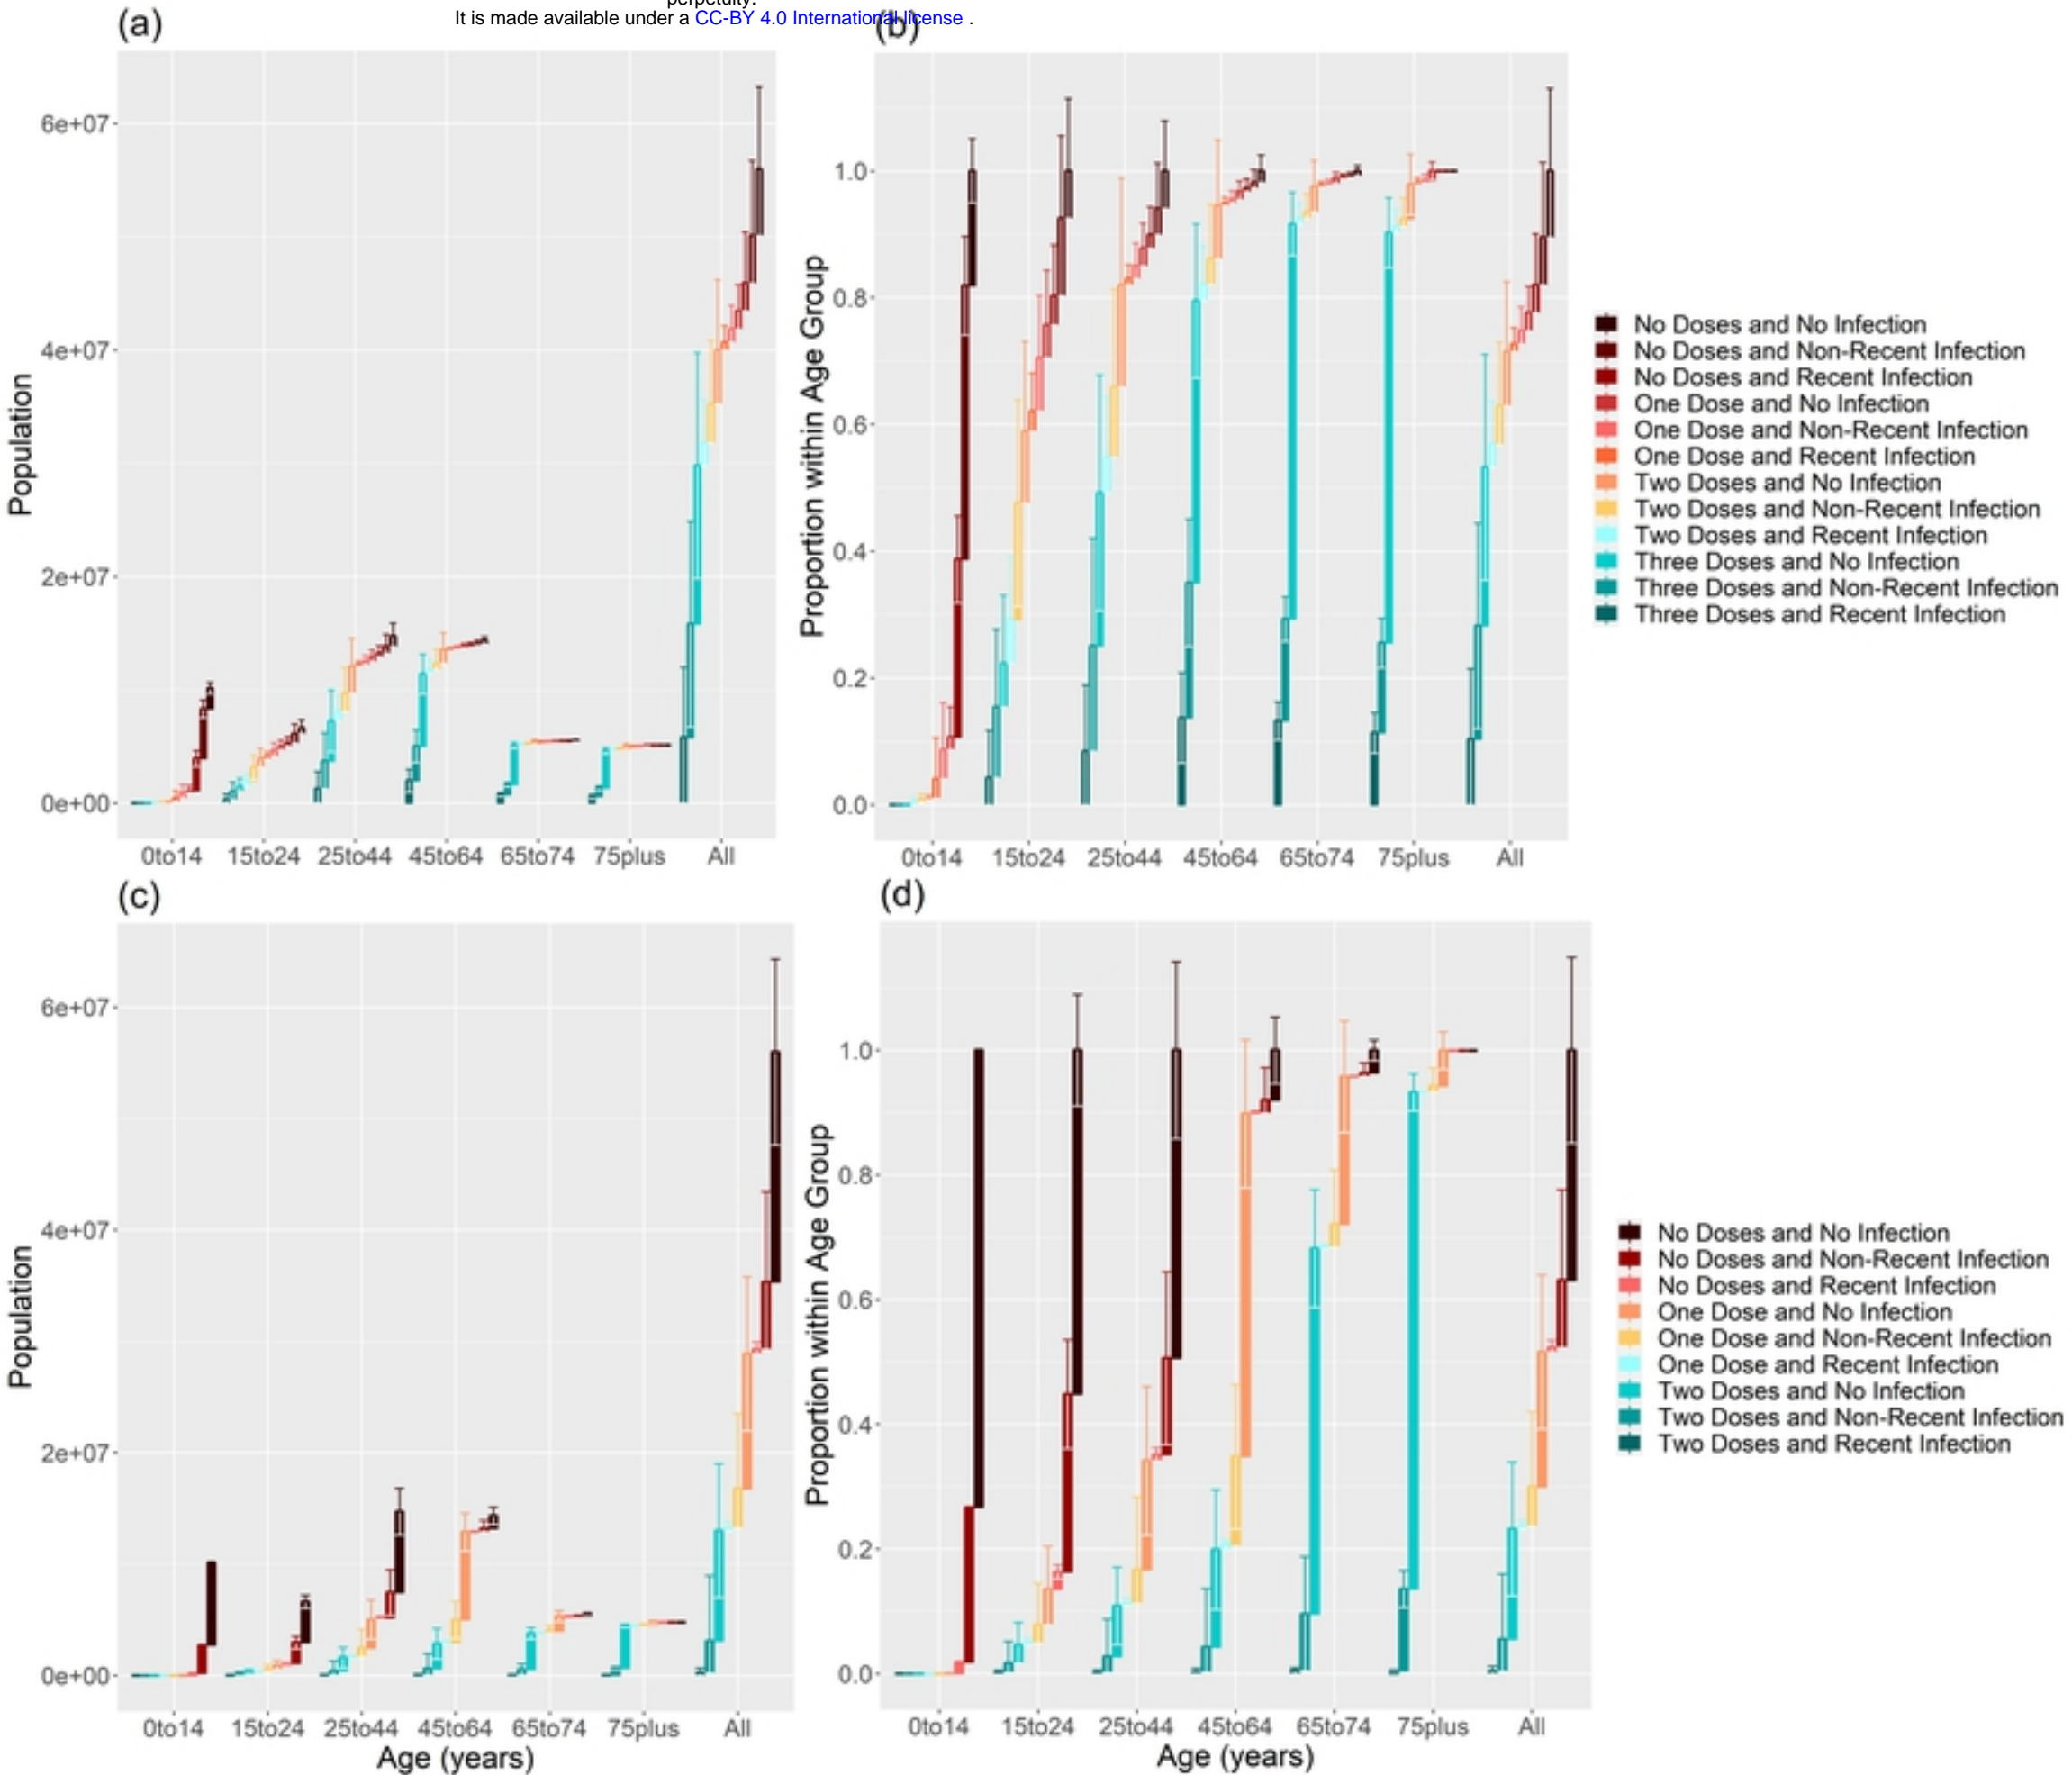 perpetuity.
It is made available under a CC-BY 4.0 International license .
(a)
(b)
6e+07
4e+07
2e+07
0e+00
Population
0to14 15to24 25to44 45to64 65to74 75plus All
1.0
0.8
0.6
0.4
0.2
0.0
Proportion within Age Group
0to14 15to24 25to44 45to64 65to74 75plus All
No Doses and No Infection
No Doses and Non-Recent Infection
No Doses and Recent Infection
One Dose and No Infection
One Dose and Non-Recent Infection
One Dose and Recent Infection
Two Doses and No Infection
Two Doses and Non-Recent Infection
Two Doses and Recent Infection
Three Doses and No Infection
Three Doses and Non-Recent Infection
Three Doses and Recent Infection
(c)
(d)
6e+07
4e+07
2e+07
0e+00
Population
0to14 15to24 25to44 45to64 65to74 75plus All
Age (years)
1.0
0.8
0.6
0.4
0.2
0.0
Proportion within Age Group
0to14 15to24 25to44 45to64 65to74 75plus All
Age (years)
No Doses and No Infection
No Doses and Non-Recent Infection
No Doses and Recent Infection
One Dose and No Infection
One Dose and Non-Recent Infection
One Dose and Recent Infection
Two Doses and No Infection
Two Doses and Non-Recent Infection
Two Doses and Recent Infection